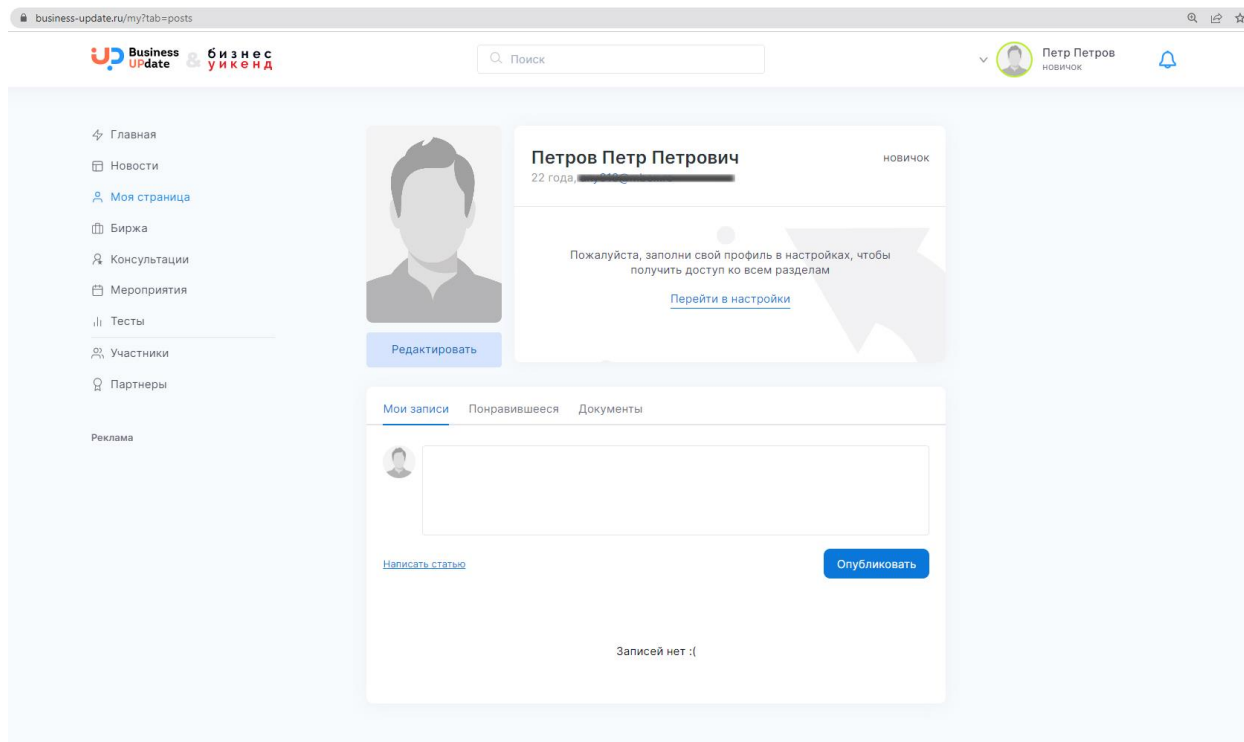 business-update.ru/my?tab=posts
Business
UPdate
&
бизнес
уикенд
Поиск
Петр Петров
новичок
Главная
Новости
Моя страница
Биржа
Консультации
Мероприятия
Тесты
Участники
Партнеры
Реклама
Редактировать
Петров Петр Петрович
новичок
22 года,
Пожалуйста, заполни свой профиль в настройках, чтобы
получить доступ ко всем разделам
Перейти в настройки
Мои записи Понравившееся Документы
Написать статью
Опубликовать
Записей нет :(